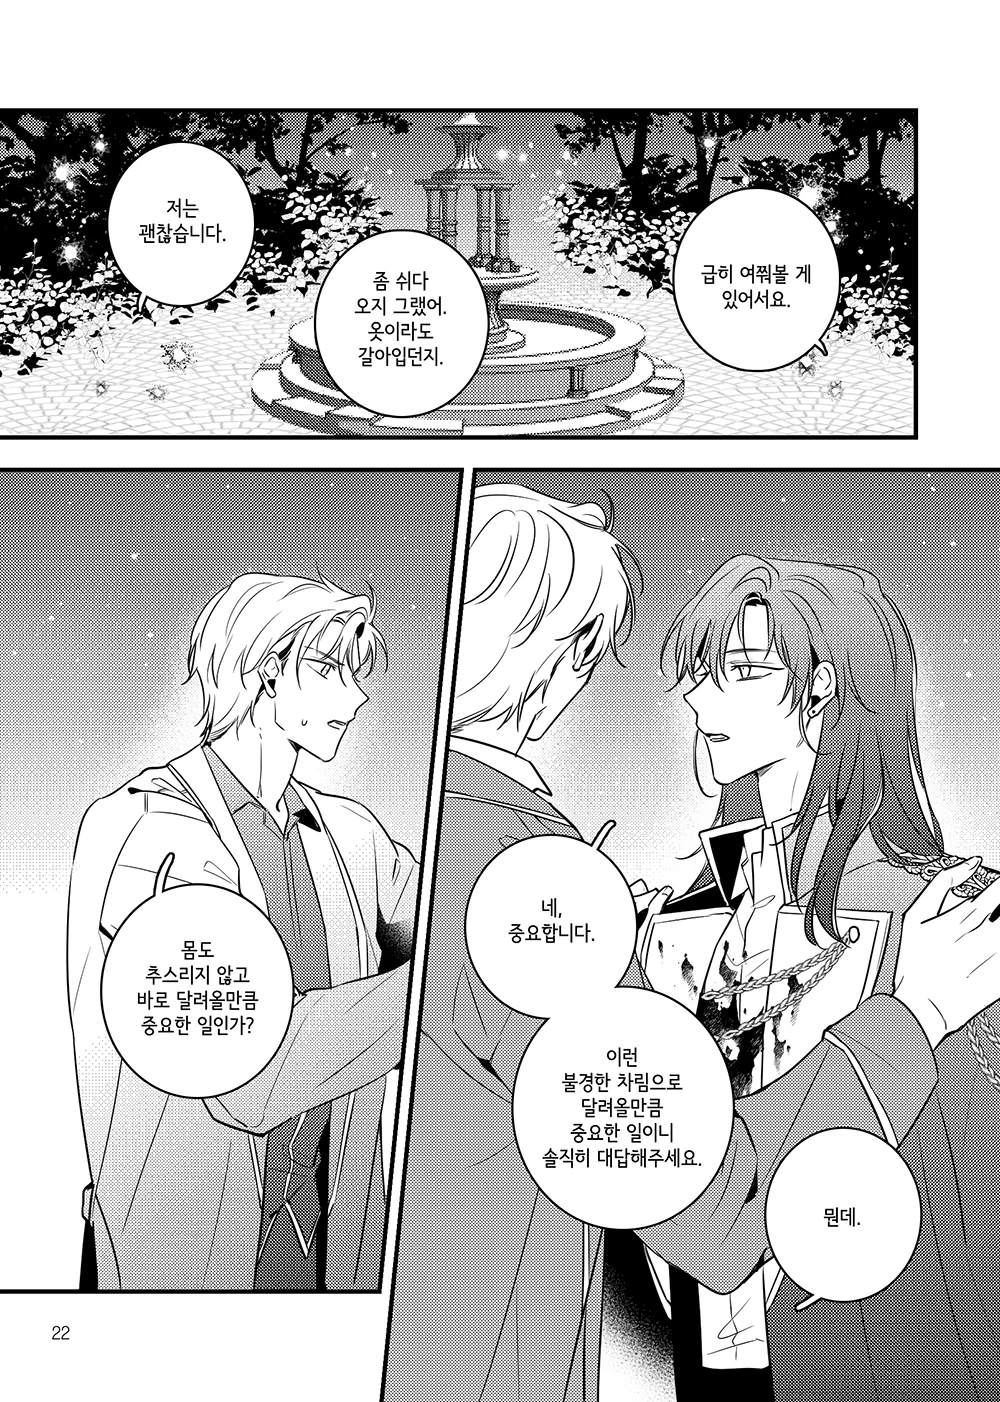 저는
괜찮습니다.
좀 쉬다
오지 그랬어.
옷이라도
갈아입던지.
급히 여쭤볼 게
있어서요.
몸도
추스리지 않고
바로 달려올만큼
중요한 일인가?
네,
중요합니다.
이런
불경한 차림으로
달려올만큼
중요한 일이니
솔직히 대답해주세요.
뭔데.
22